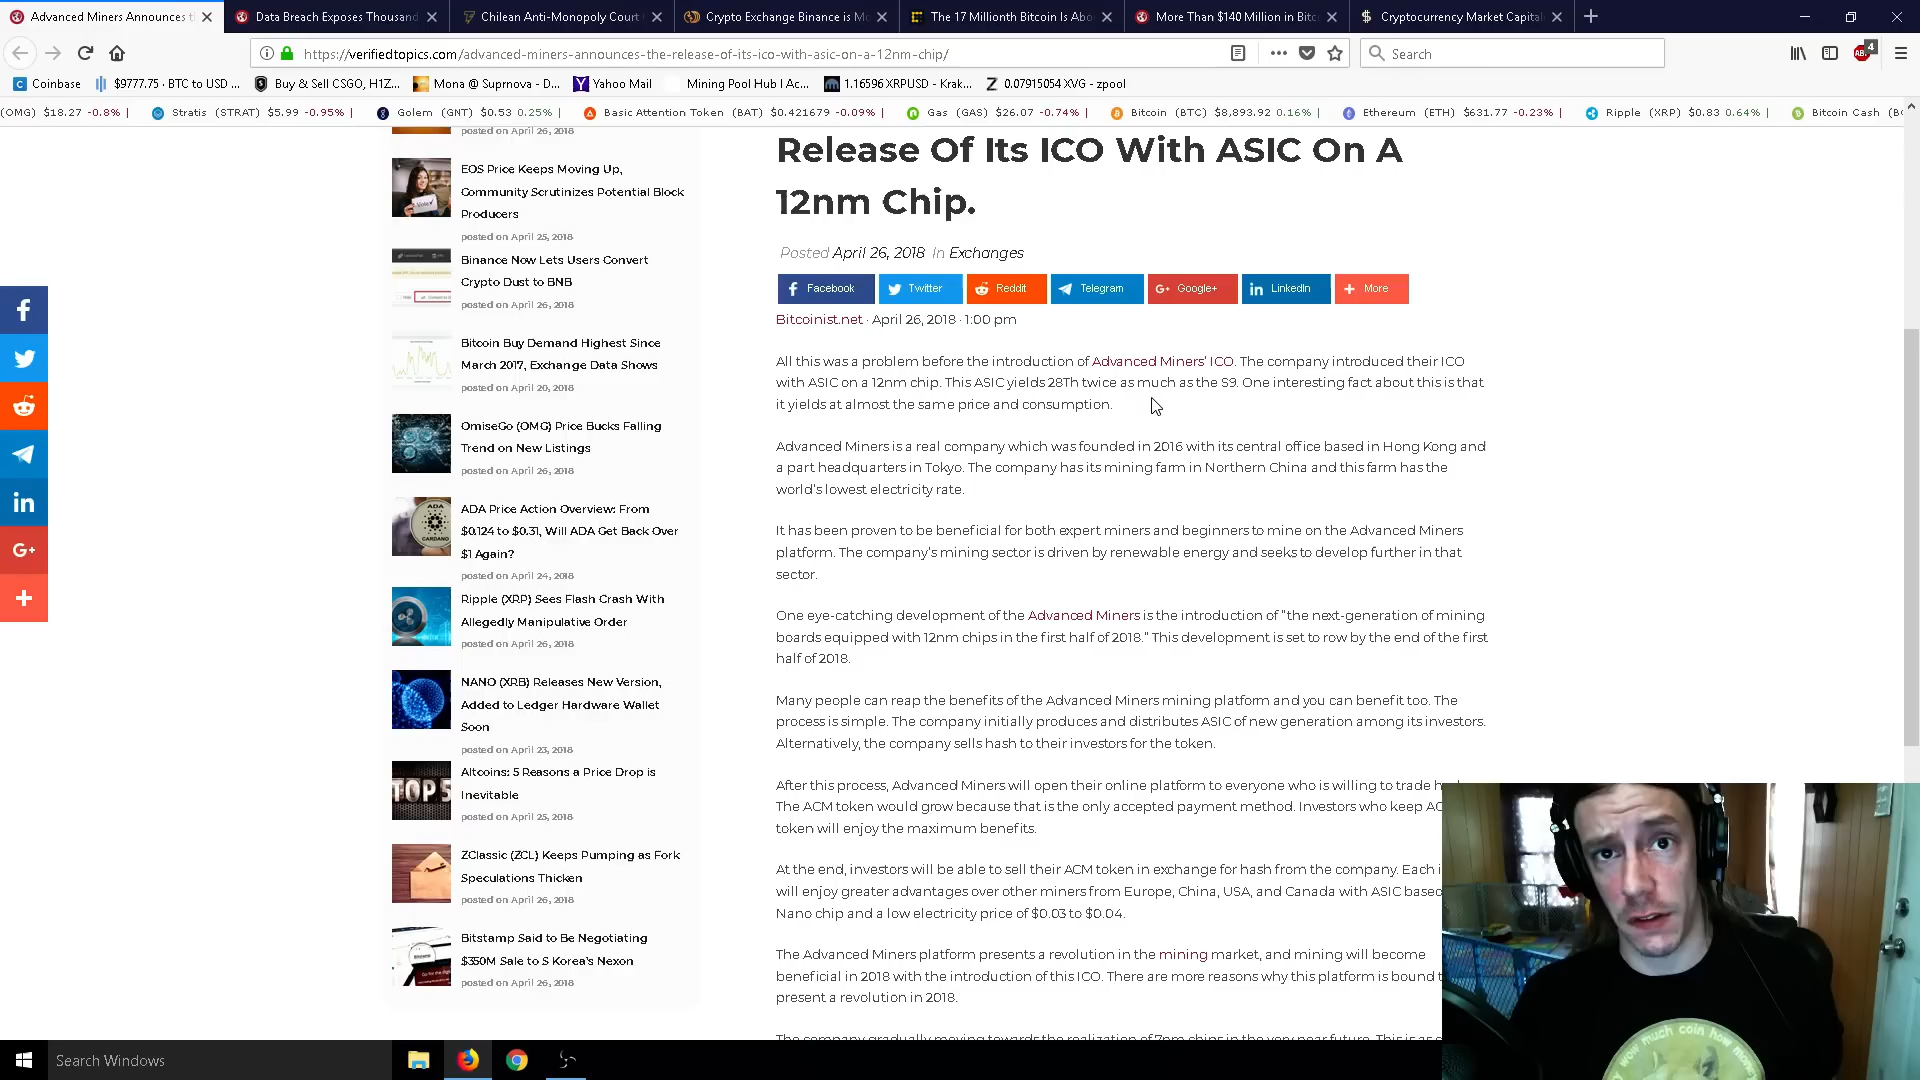 Advanced Miners Announces t
Data Breach Exposes Thousand
Chilean Anti-Monopoly Court
Crypto Exchange Binance is Mo
The 17 Millionth Bitcoin Is Abo
More Than $140 Million in Bitc
Cryptocurrency Market Capital
https://verifiedtopics.com/advanced-miners-announces-the-release-of-its-ico-with-asic-on-a-12nm-chip/
Search
4
Coinbase
$9777.75 · BTC to USD ...
Buy & Sell CSGO, H1Z...
Mona @ Suprnova - D...
Yahoo Mail
Mining Pool Hub I Ac...
1.16596 XRPUSD - Krak...
0.07915054 XVG - zpool
(OMG) $18.27 -0.8% | Stratis (STRAT) $5.99 -0.95% | Golem (GNT) $0.53 0.25% | Basic Attention Token (BAT) $0.421679 -0.09% | Gas (GAS) $26.07 -0.74% | Bitcoin (BTC) $8,893.92 0.16% | Ethereum (ETH) $631.77 -0.23% | Ripple (XRP) $0.83 0.64% | Bitcoin Cash (BC
posted on April 26, 2018
EOS Price Keeps Moving Up,
Community Scrutinizes Potential Block
Producers
posted on April 25, 2018
Binance Now Lets Users Convert
Crypto Dust to BNB
posted on April 26, 2018
Bitcoin Buy Demand Highest Since
March 2017, Exchange Data Shows
posted on April 20, 2018
OmiseGo (OMG) Price Bucks Falling
Trend on New Listings
posted on April 26, 2018
ADA Price Action Overview: From
$0.124 to $0.31, Will ADA Get Back Over
$1 Again?
posted on April 24, 2018
Ripple (XRP) Sees Flash Crash With
Allegedly Manipulative Order
posted on April 26, 2018
NANO (XRB) Releases New Version,
Added to Ledger Hardware Wallet
Soon
posted on April 23, 2018
TOP 5
Altcoins: 5 Reasons a Price Drop is
Inevitable
posted on April 25, 2018
ZClassic (ZCL) Keeps Pumping as Fork
Speculations Thicken
posted on April 26, 2018
Bitstamp Said to Be Negotiating
$350M Sale to S Korea's Nexon
posted on April 26, 2018
Release Of Its ICO With ASIC On A
12nm Chip.
Posted April 26, 2018 In Exchanges
Facebook
Twitter
Reddit
Telegram
Google+
LinkedIn
More
Bitcoinist.net · April 26, 2018 · 1:00 pm
All this was a problem before the introduction of Advanced Miners' ICO. The company introduced their ICO
with ASIC on a 12nm chip. This ASIC yields 28Th twice as much as the S9. One interesting fact about this is that
it yields at almost the same price and consumption.
Advanced Miners is a real company which was founded in 2016 with its central office based in Hong Kong and
a part headquarters in Tokyo. The company has its mining farm in Northern China and this farm has the
world's lowest electricity rate.
It has been proven to be beneficial for both expert miners and beginners to mine on the Advanced Miners
platform. The company's mining sector is driven by renewable energy and seeks to develop further in that
sector.
One eye-catching development of the Advanced Miners is the introduction of "the next-generation of mining
boards equipped with 12nm chips in the first half of 2018." This development is set to row by the end of the first
half of 2018.
Many people can reap the benefits of the Advanced Miners mining platform and you can benefit too. The
process is simple. The company initially produces and distributes ASIC of new generation among its investors.
Alternatively, the company sells hash to their investors for the token.
After this process, Advanced Miners will open their online platform to everyone who is willing to trade h
The ACM token would grow because that is the only accepted payment method. Investors who keep AC
token will enjoy the maximum benefits.
At the end, investors will be able to sell their ACM token in exchange for hash from the company. Each i
will enjoy greater advantages over other miners from Europe, China, USA, and Canada with ASIC based
Nano chip and a low electricity price of $0.03 to $0.04.
The Advanced Miners platform presents a revolution in the mining market, and mining will become
beneficial in 2018 with the introduction of this ICO. There are more reasons why this platform is bound t
present a revolution in 2018.
The company gradually moving towards the realization of 7nm chips in the very near future. This is as
wow much coin how mone
Search Windows